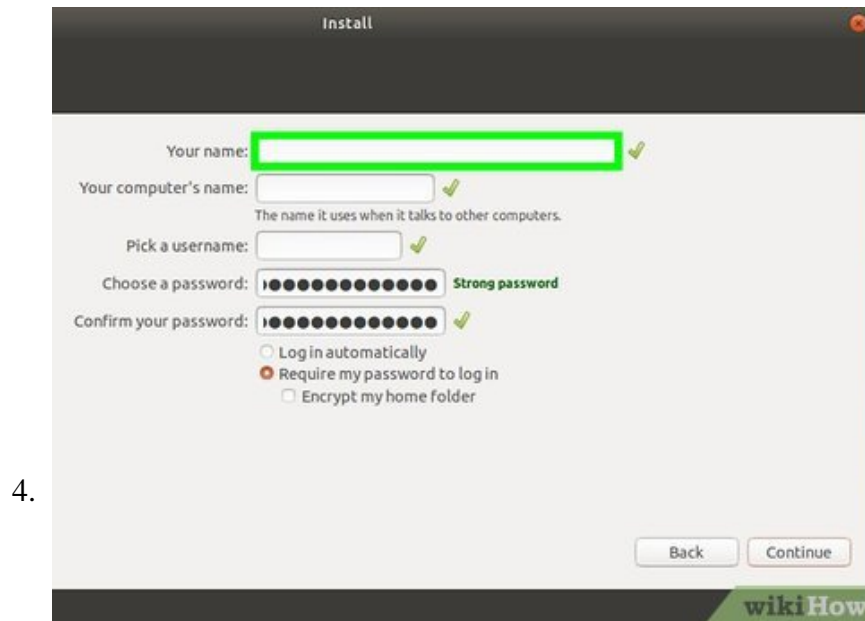 Install
Your name:
Your computer's name:
The name it uses when it talks to other computers.
Pick a username:
Choose a password: Strong password
Confirm your password:
Log in automatically
Require my password to log in
Encrypt my home folder
4.
Back Continue
wikiHow